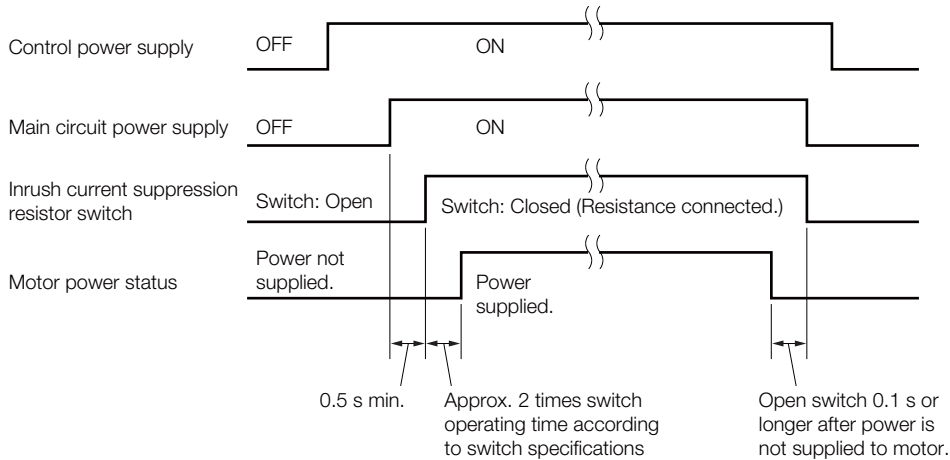 Control power supply OFF ON
Main circuit power supply OFF ON
Inrush current suppression
resistor switch
Switch: Open Switch: Closed (Resistance connected.)
Motor power status
Power not
supplied.
Power
supplied.
0.5 s min.
Approx. 2 times switch
operating time according
to switch specifications
Open switch 0.1 s or
longer after power is
not supplied to motor.